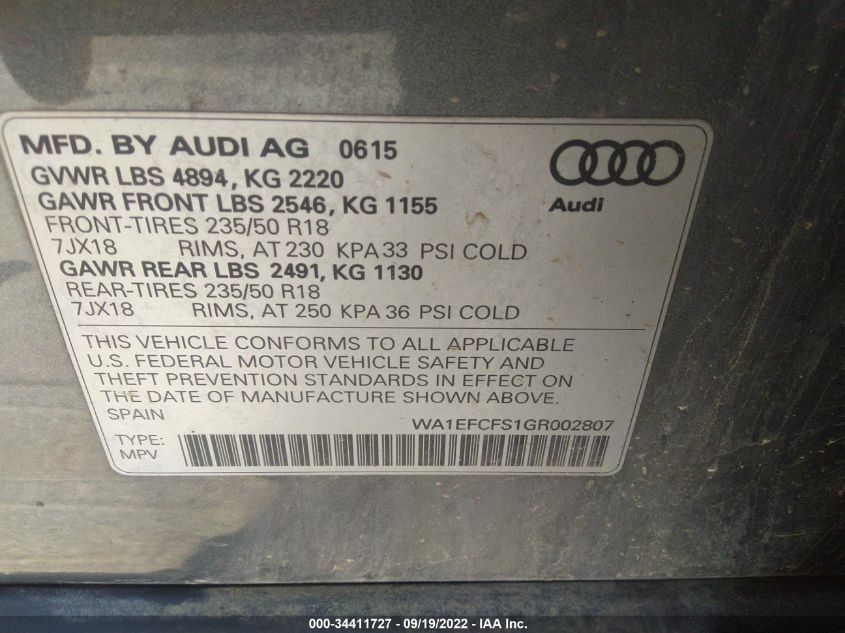 MFD. BY AUDI AG 0615
GVWR LBS 4894, KG 2220
GAWR FRONT LBS 2546, KG 1155
FRONT-TIRES 235/50 R18
7JX18 RIMS, AT 230 KPA 33 PSI COLD
GAWR REAR LBS 2491, KG 1130
REAR-TIRES 235/50 R18
7JX18 RIMS, AT 250 KPA 36 PSI COLD
Audi
THIS VEHICLE CONFORMS TO ALL APPLICABLE
U.S. FEDERAL MOTOR VEHICLE SAFETY AND
THEFT PREVENTION STANDARDS IN EFFECT ON
THE DATE OF MANUFACTURE SHOWN ABOVE.
SPAIN
WA1EFCFS1GR002807
TYPE:
MPV
000-34411727 - 09/19/2022 - IAA Inc.